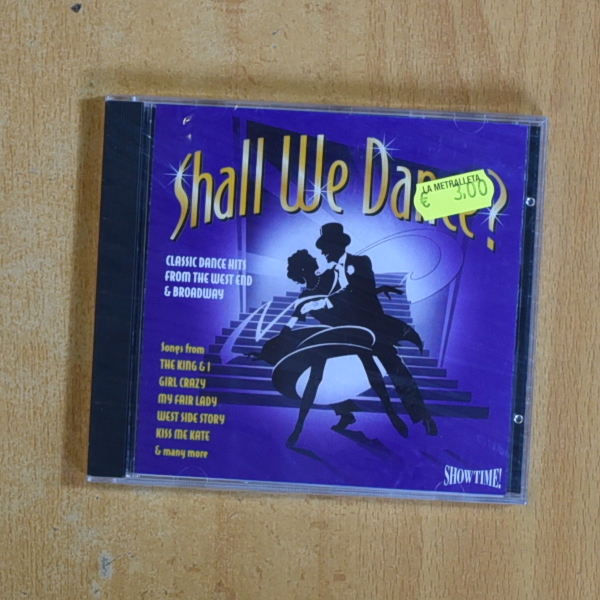 Shall We Dance?
LA METRALLETA
€ 3,00
CLASSIC DANCE HITS
FROM THE WEST END
& BROADWAY
Songs from
THE KING & I
GIRL CRAZY
MY FAIR LADY
WEST SIDE STORY
KISS ME KATE
& many more
SHOWTIME!